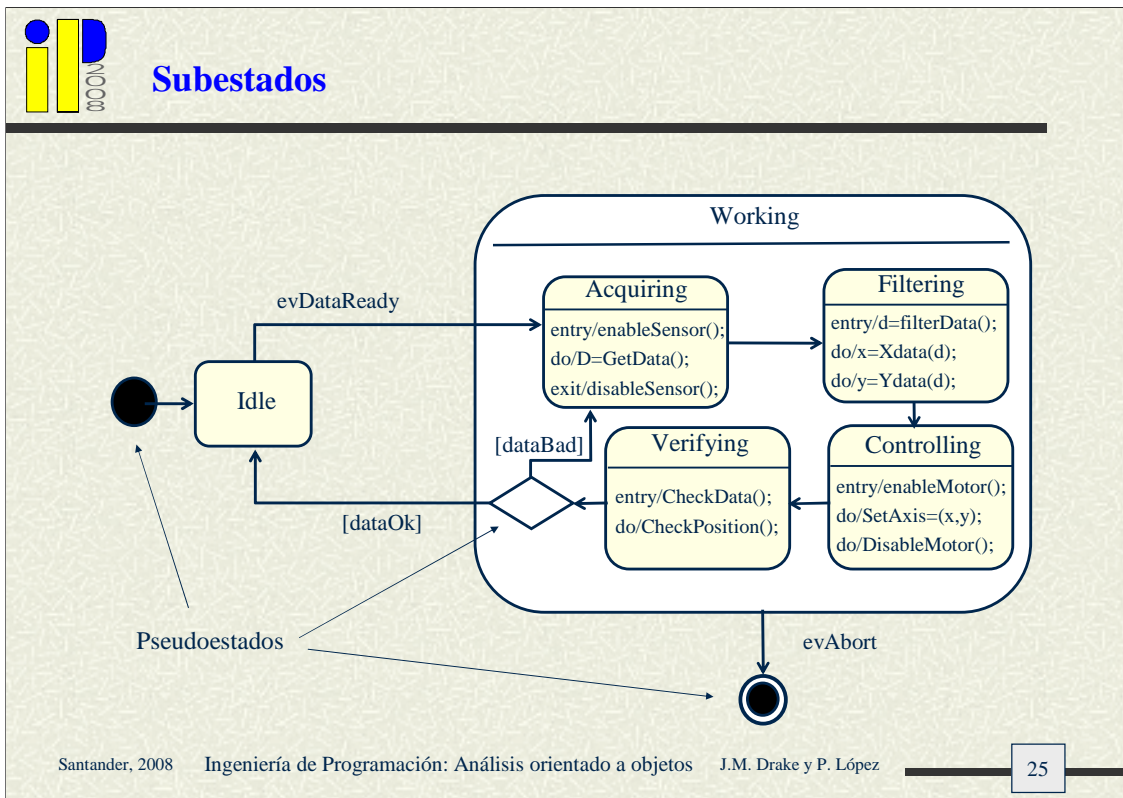 2008
Subestados
Working
evDataReady
Acquiring
entry/enableSensor();
do/D=GetData();
exit/disableSensor();
Filtering
entry/d=filterData();
do/x=Xdata(d);
do/y=Ydata(d);
Idle
[dataBad]
Verifying
entry/CheckData();
do/CheckPosition();
Controlling
entry/enableMotor();
do/SetAxis=(x,y);
do/DisableMotor();
[dataOk]
Pseudoestados
evAbort
Santander, 2008 Ingeniería de Programación: Análisis orientado a objetos J.M. Drake y P. López 25